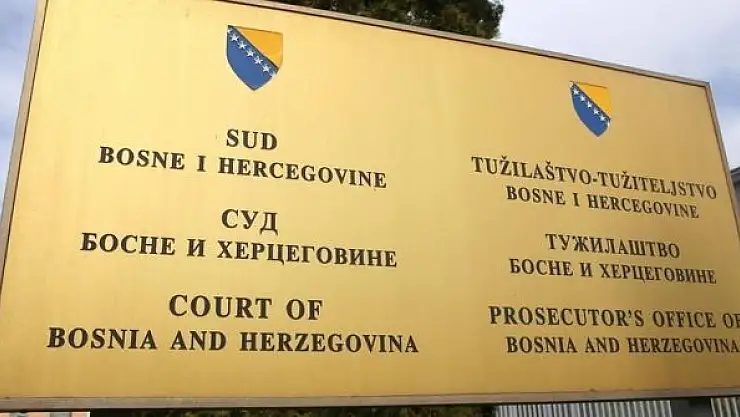 SUD
BOSNE I HERCEGOVINE
СУД
БОСНЕ И ХЕРЦЕГОВИНЕ
COURT OF
BOSNIA AND HERZEGOVINA
TUŽILAŠTVO-TUŽITELJSTVO
BOSNE I HERCEGOVINE
ТУЖИЛАШТВО
БОСНЕ И ХЕРЦЕГОВИНЕ
PROSECUTOR'S OFFICE OF
BOSNIA AND HERZEGOVINA